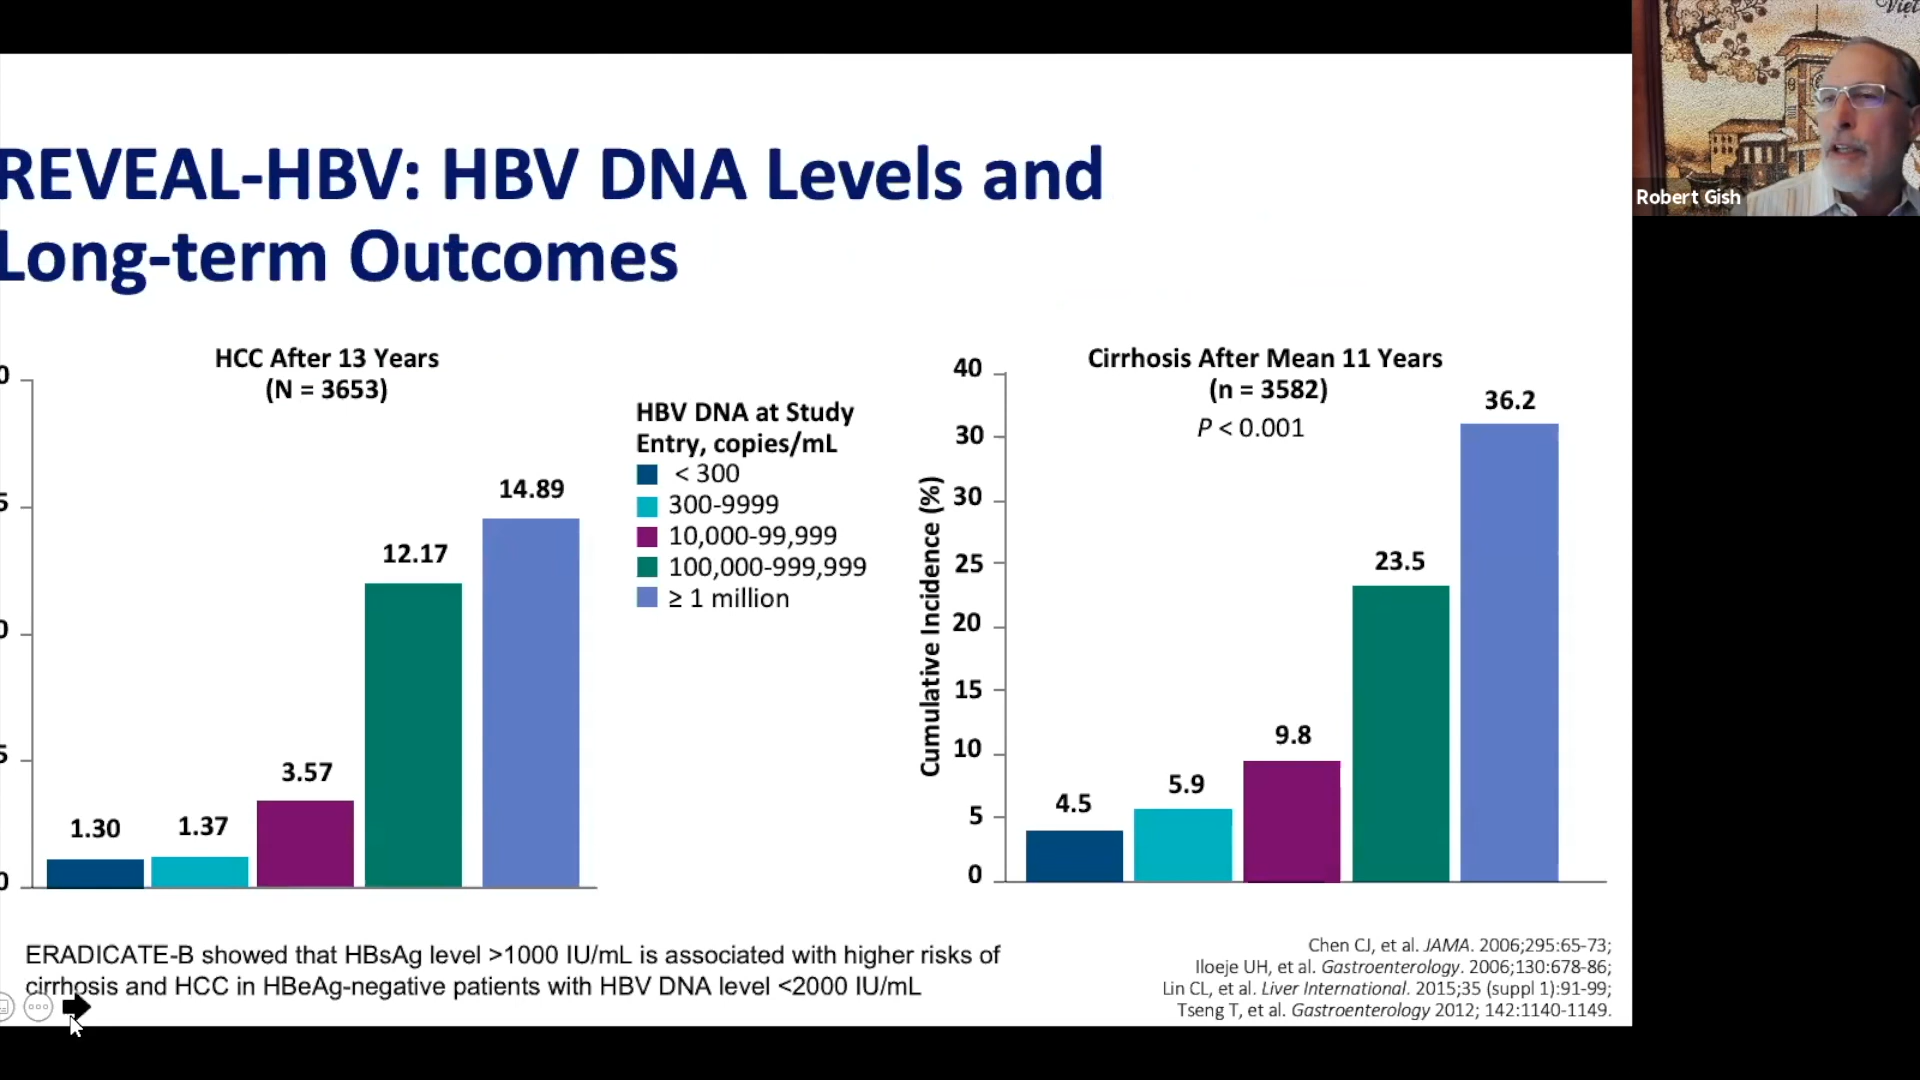 REVEAL-HBV: HBV DNA Levels and
Long-term Outcomes
HCC After 13 Years
(N = 3653)
0
5
0
5
0
1.30
1.37
3.57
12.17
14.89
HBV DNA at Study
Entry, copies/mL
< 300
300-9999
10,000-99,999
100,000-999,999
≥ 1 million
Cirrhosis After Mean 11 Years
(n = 3582)
P < 0.001
Cumulative Incidence (%)
40
30
30
25
20
15
10
5
0
4.5
5.9
9.8
23.5
36.2
ERADICATE-B showed that HBsAg level >1000 IU/mL is associated with higher risks of
cirrhosis and HCC in HBeAg-negative patients with HBV DNA level <2000 IU/mL
Chen CJ, et al. JAMA. 2006;295:65-73;
Iloeje UH, et al. Gastroenterology. 2006;130:678-86;
Lin CL, et al. Liver International. 2015;35 (suppl 1):91-99;
Tseng T, et al. Gastroenterology 2012; 142:1140-1149.
Việt
Robert Gish